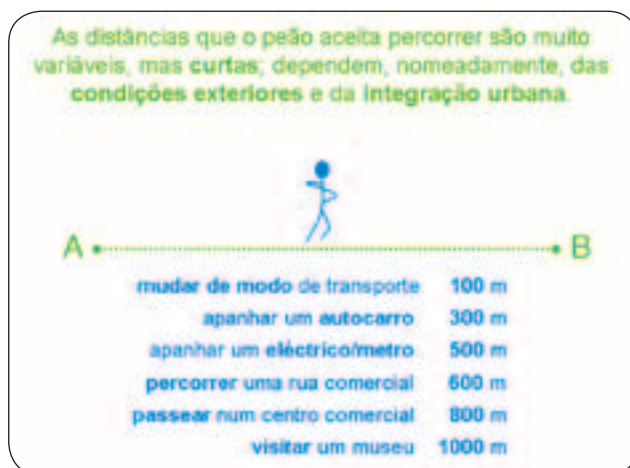 As distâncias que o peão aceita percorrer são muito
variáveis, mas curtas; dependem, nomeadamente, das
condições exteriores e da integração urbana.
A B
mudar de modo de transporte 100 m
apanhar um autocarro 300 m
apanhar um eléctrico/metro 500 m
percorrer uma rua comercial 600 m
passear num centro comercial 800 m
visitar um museu 1000 m